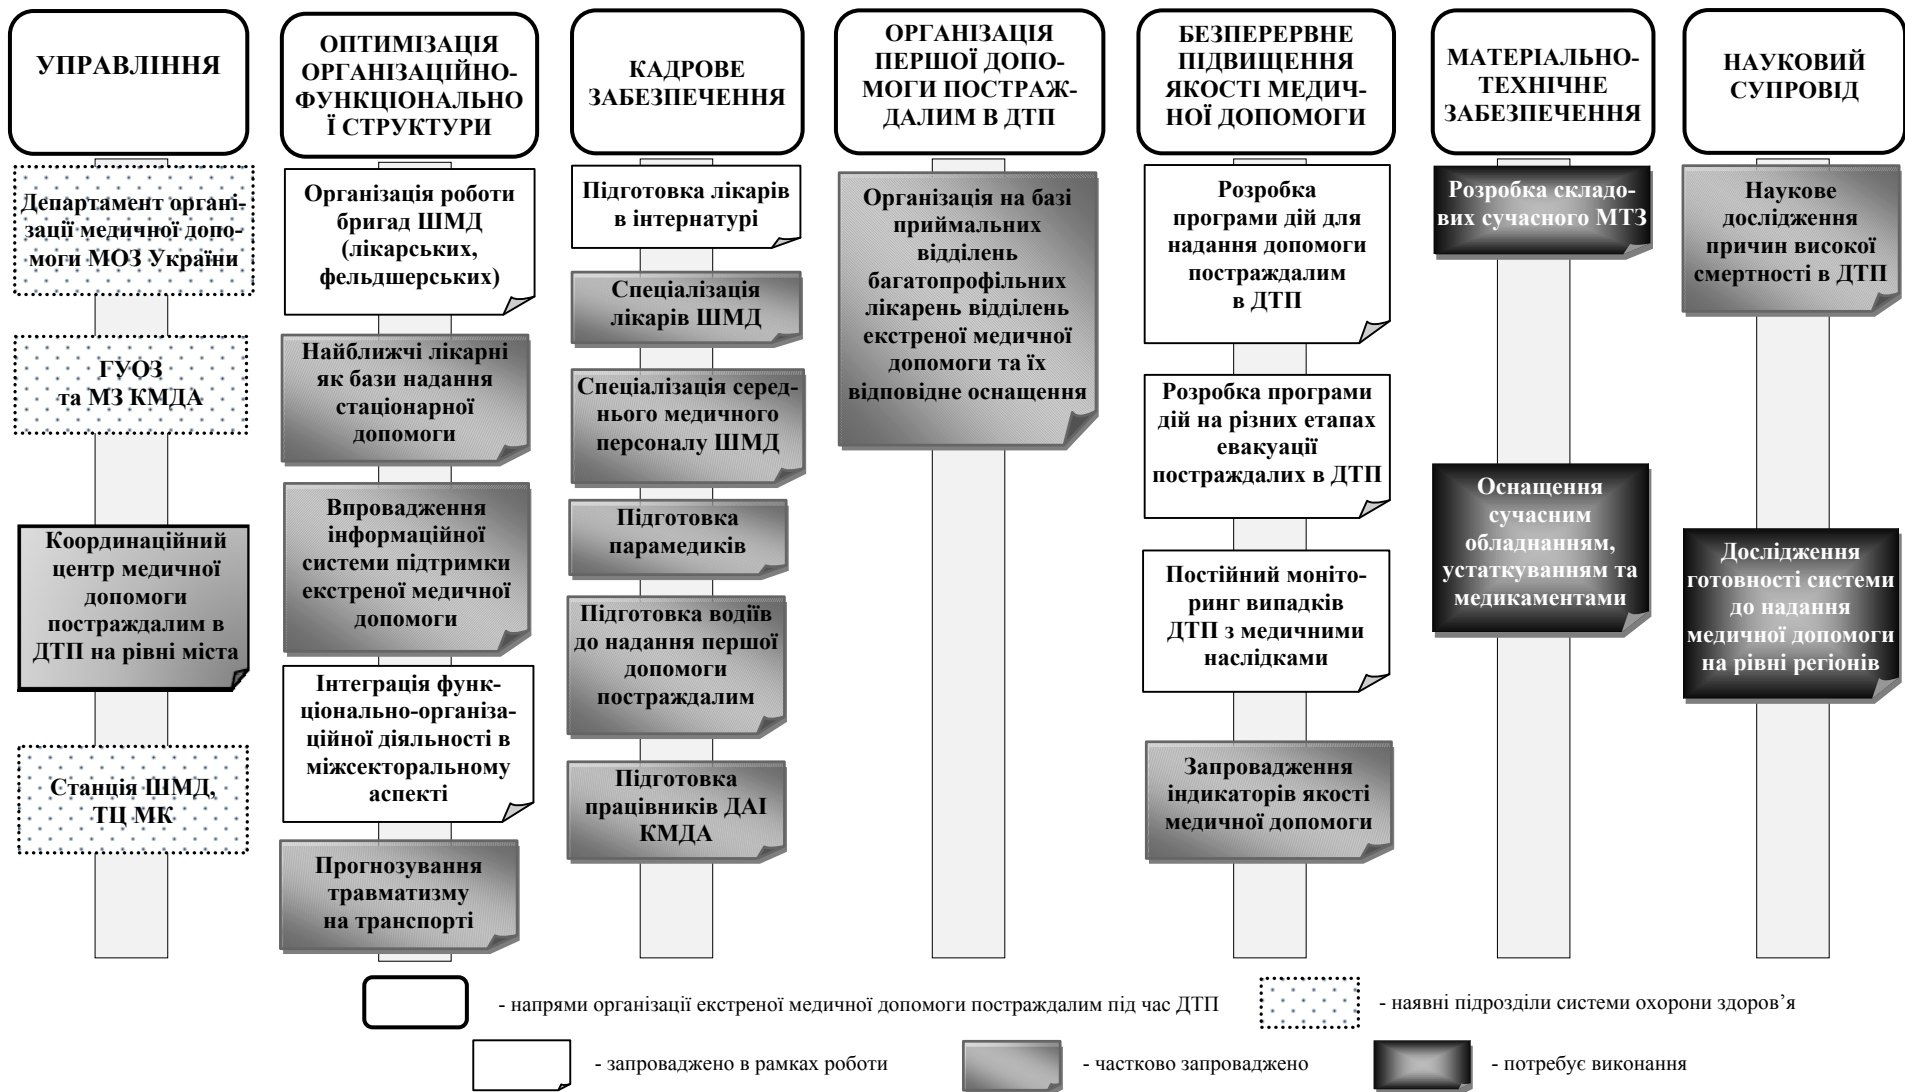 УПРАВЛІННЯ
Департамент органі-
зації медичної допо-
моги МОЗ України
ГУОЗ
та МЗ КМДА
Координаційний
центр медичної
допомоги
постраждалим в
ДТП на рівні міста
Станція ШМД,
ТЦ МК
ОПТИМІЗАЦІЯ
ОРГАНІЗАЦІЙНО-
ФУНКЦІОНАЛЬНО
Ї СТРУКТУРИ
Організація роботи
бригад ШМД
(лікарських,
фельдшерських)
Найближчі лікарні
як бази надання
стаціонарної
допомоги
Впровадження
інформаційної
системи підтримки
екстреної медичної
допомоги
Інтеграція функ-
ціонально-організа-
ційної діяльності в
міжсекторальному
аспекті
Прогнозування
травматизму
на транспорті
КАДРОВЕ
ЗАБЕЗПЕЧЕННЯ
Підготовка лікарів
в інтернатурі
Спеціалізація
лікарів ШМД
Спеціалізація серед-
нього медичного
персоналу ШМД
Підготовка
парамедиків
Підготовка водіїв
до надання першої
допомоги
постраждалим
Підготовка
працівників ДАІ
КМДА
ОРГАНІЗАЦІЯ
ПЕРШОЇ ДОПО-
МОГИ ПОСТРАЖ-
ДАЛИМ В ДТП
Організація на базі
приймальних
відділень
багатопрофільних
лікарень відділень
екстреної медичної
допомоги та їх
відповідне оснащення
БЕЗПЕРЕРВНЕ
ПІДВИЩЕННЯ
ЯКОСТІ МЕДИЧ-
НОЇ ДОПОМОГИ
Розробка
програми дій для
надання допомоги
постраждалим
в ДТП
Розробка програми
дій на різних етапах
евакуації
постраждалих в ДТП
Постійний моніто-
ринг випадків
ДТП з медичними
наслідками
Запровадження
індикаторів якості
медичної допомоги
МАТЕРІАЛЬНО-
ТЕХНІЧНЕ
ЗАБЕЗПЕЧЕННЯ
Розробка складо-
вих сучасного МТЗ
Оснащення
сучасним
обладнанням,
устаткуванням та
медикаментами
НАУКОВИЙ
СУПРОВІД
Наукове
дослідження
причин високої
смертності в ДТП
Дослідження
готовності системи
до надання
медичної допомоги
на рівні регіонів
- напрями організації екстреної медичної допомоги постраждалим під час ДТП
- наявні підрозділи системи охорони здоров’я
- запроваджено в рамках роботи
- частково запроваджено
- потребує виконання